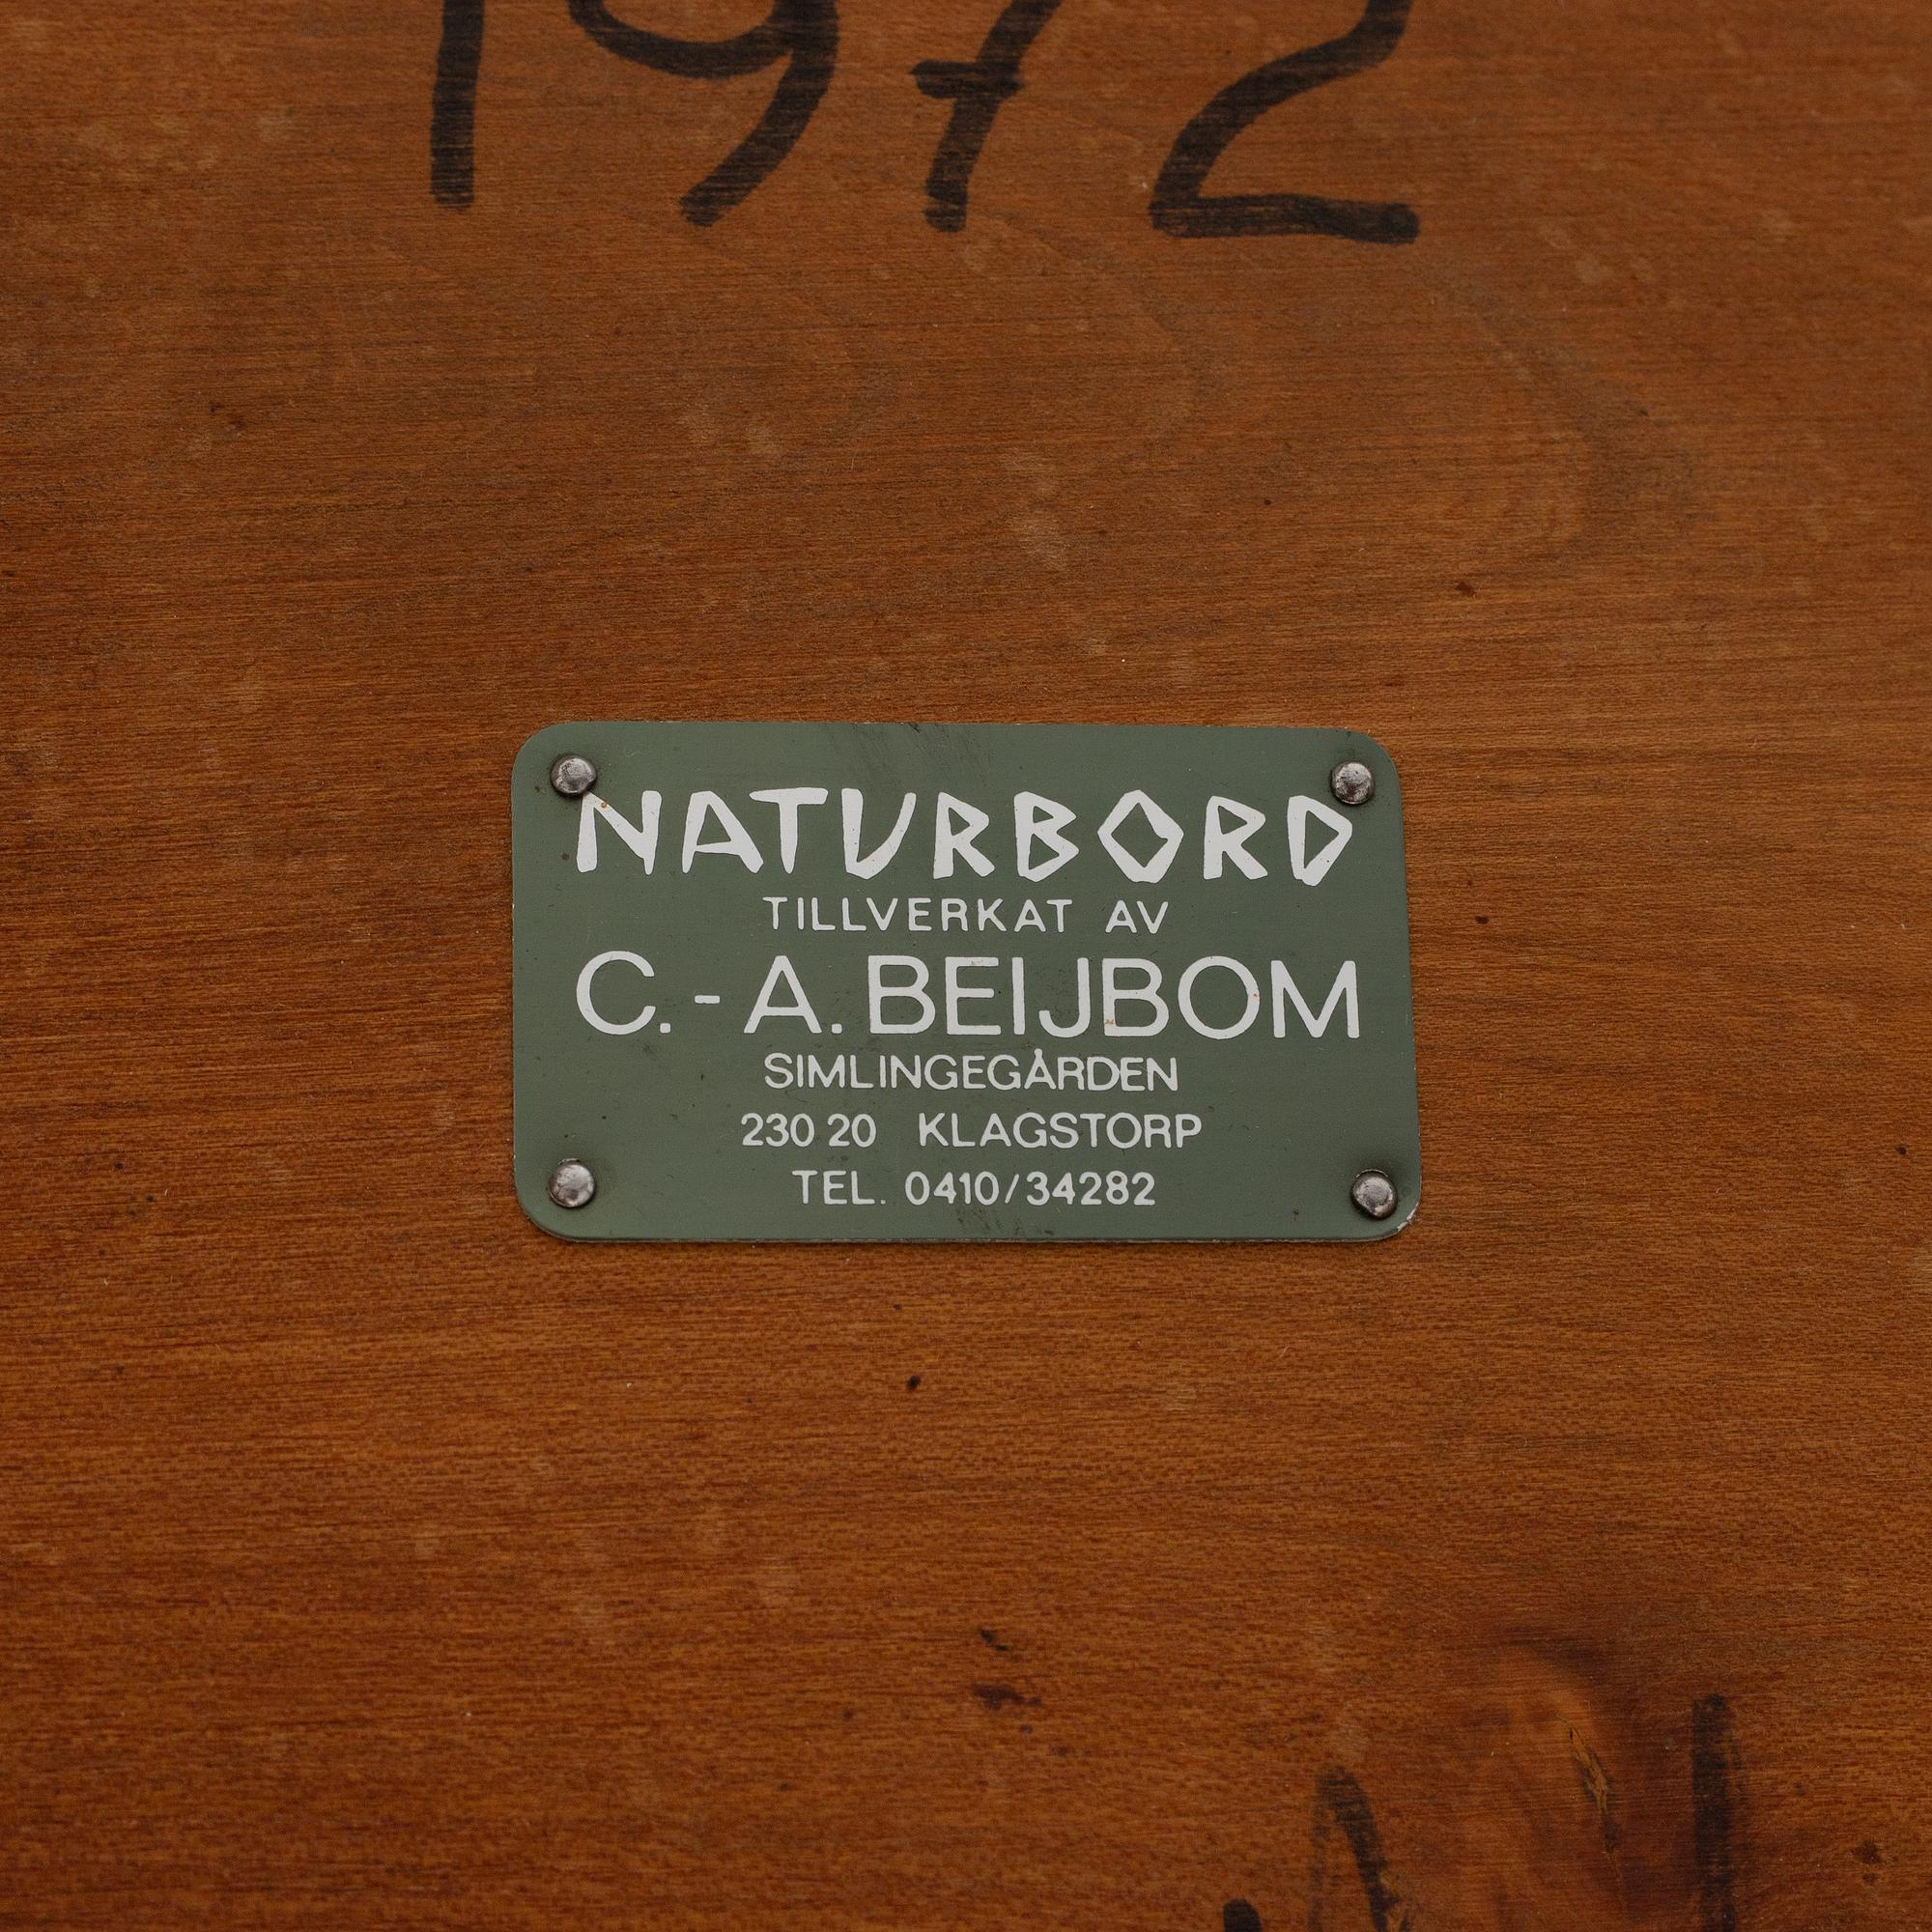 1972
NATURBORD
TILLVERKAT AV
C.-A. BEIJBOM
SIMLINGEGÅRDEN
230 20 KLAGSTORP
TEL. 0410/34282